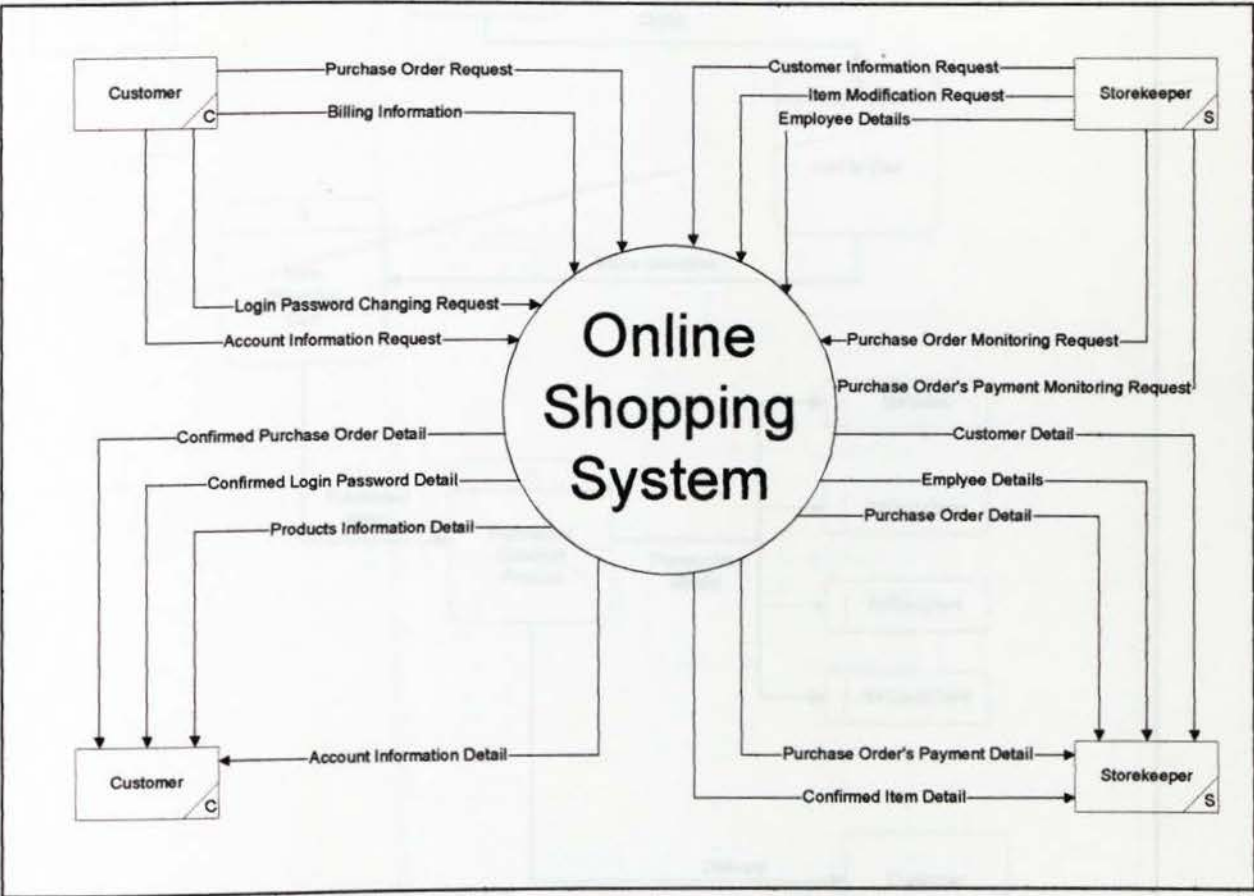 Customer
C
Purchase Order Request
Billing Information
Login Password Changing Request
Account Information Request
Customer Information Request
Item Modification Request
Employee Details
Storekeeper
S
Purchase Order Monitoring Request
Purchase Order's Payment Monitoring Request
Online
Shopping
System
Confirmed Purchase Order Detail
Confirmed Login Password Detail
Products Information Detail
Account Information Detail
Customer
C
Customer Detail
Emplyee Details
Purchase Order Detail
Purchase Order's Payment Detail
Confirmed Item Detail
Storekeeper
S